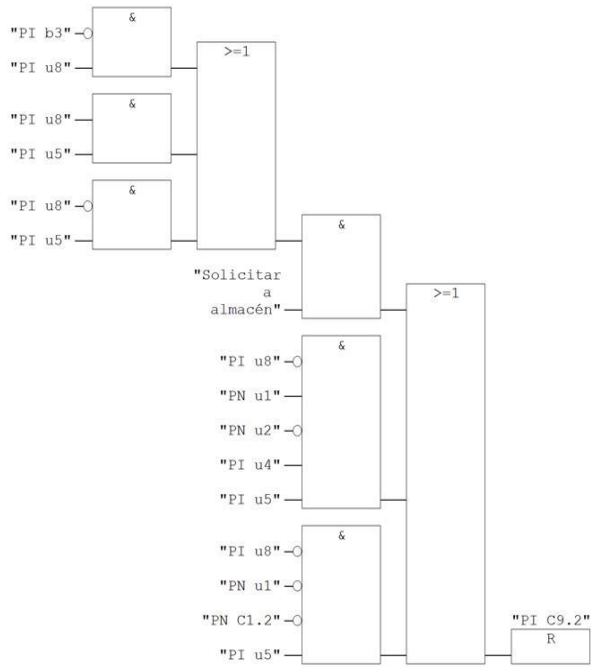 &
"PI b3"
"PI u8"
>=1
&
"PI u8"
"PI u5"
&
"PI u8"
"PI u5"
&
"Solicitar
a
almacén"
>=1
&
"PI u8"
"PN u1"
"PN u2"
"PI u4"
"PI u5"
&
"PI u8"
"PN u1"
"PN C1.2"
"PI u5"
"PI C9.2"
R